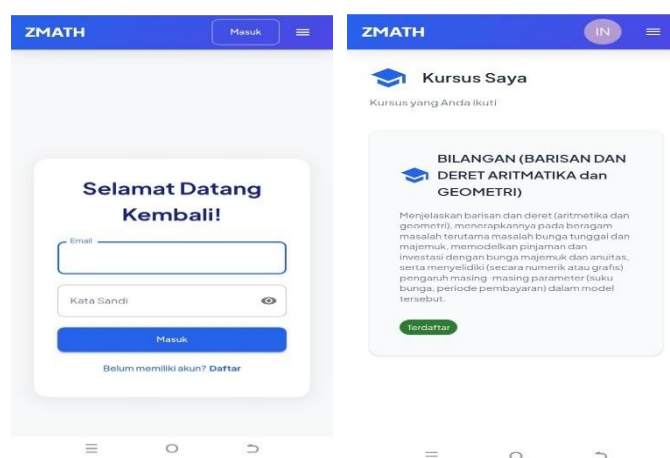 ZMATH
Masuk
Selamat Datang
Kembali!
Email
Kata Sandi
Masuk
Belum memiliki akun? Daftar
ZMATH
IN
Kursus Saya
Kursus yang Anda ikuti
BILANGAN (BARISAN DAN
DERET ARITMATIKA dan
GEOMETRI)
Menjelaskan barisan dan deret (aritmetika dan
geometri), menerapkannya pada beragam
masalah terutama masalah bunga tunggal dan
majemuk, memodelkan pinjaman dan
investasi dengan bunga majemuk dan anuitas,
serta menyelidiki (secara numerik atau grafis)
pengaruh masing-masing parameter (suku
bunga, periode pembayaran) dalam model
tersebut.
Terdaftar